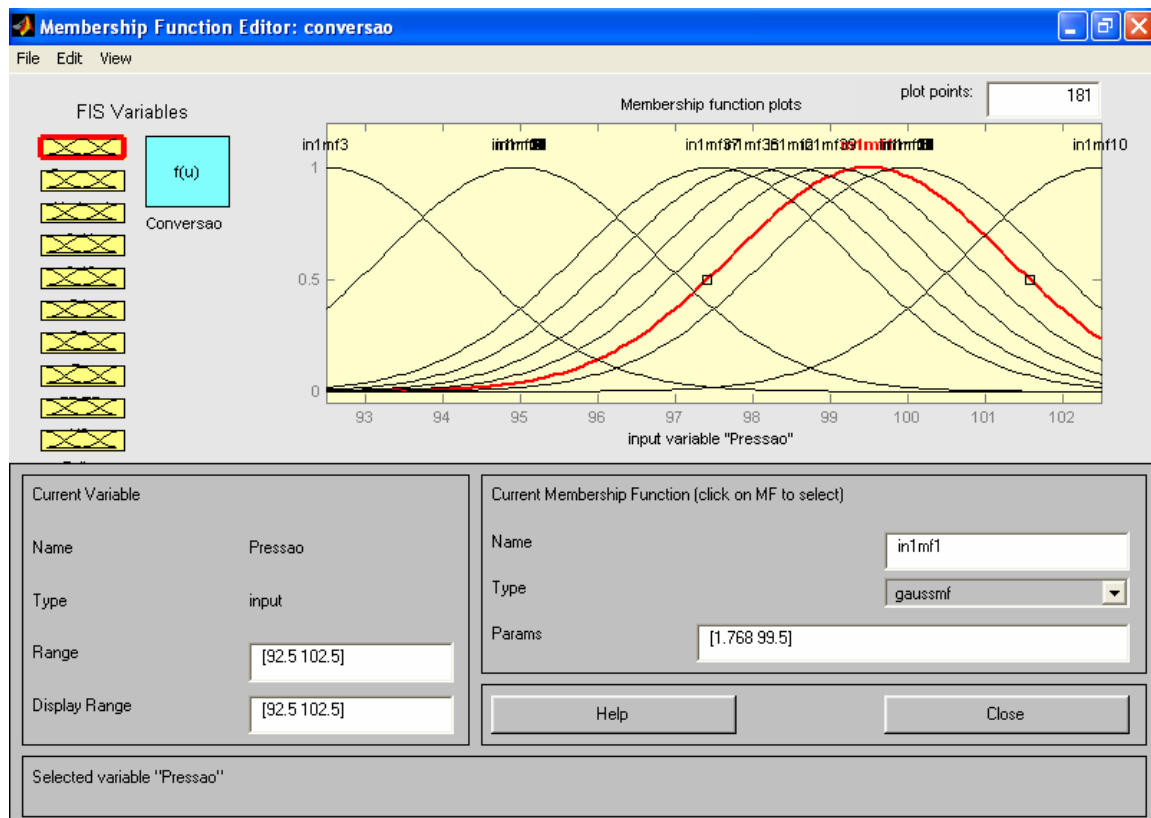 Membership Function Editor: conversao
File Edit View
FIS Variables
f(u)
Conversao
Membership function plots
plot points: 181
in1mf3
in1mf10
1
0.5
0
93 94 95 96 97 98 99 100 101 102
input variable "Pressao"
Current Variable
Name Pressao
Type input
Range [92.5 102.5]
Display Range [92.5 102.5]
Current Membership Function (click on MF to select)
Name in1mf1
Type gaussmf
Params [1.768 99.5]
Help Close
Selected variable "Pressao"